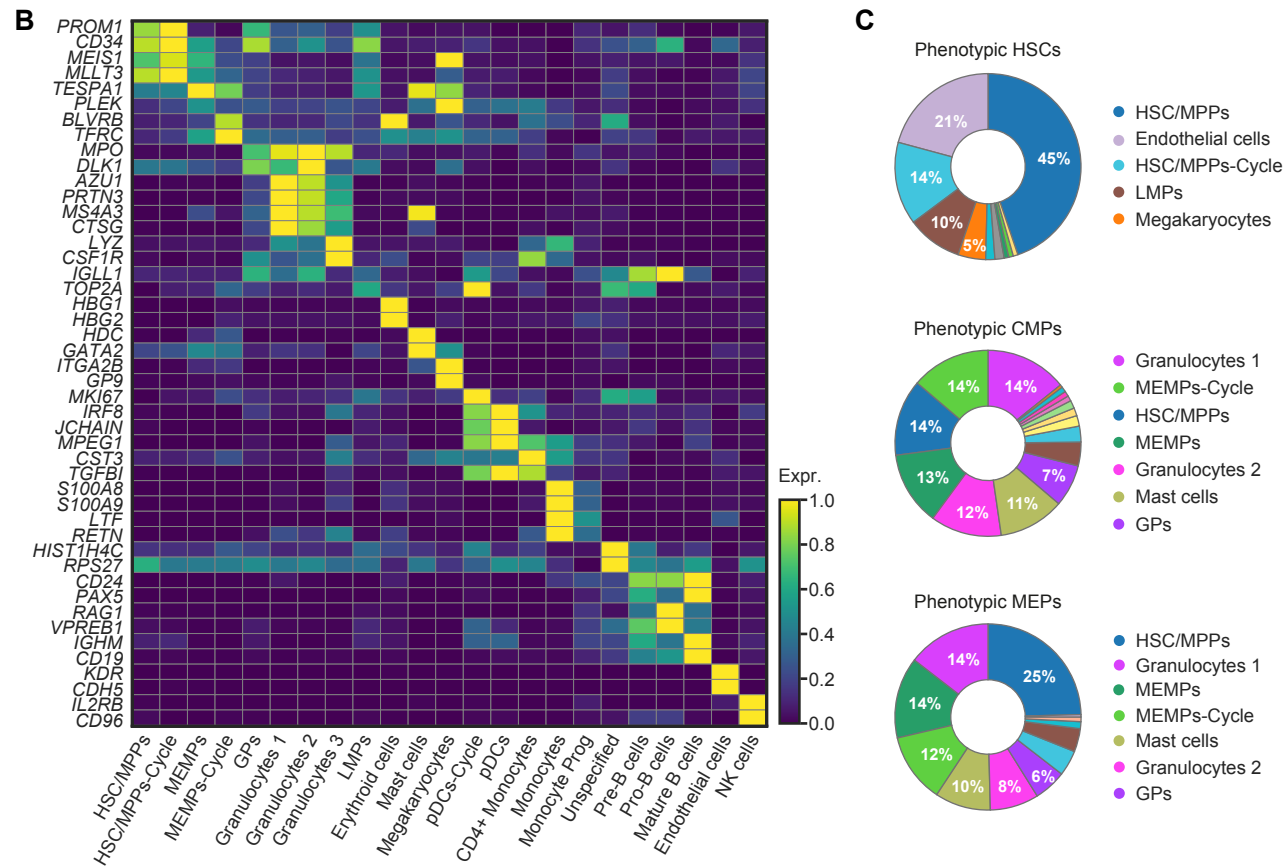 B
PROM1
CD34
MEIS1
MLLT3
TESPA1
PLEK
BLVRB
TFRC
MPO
DLK1
AZU1
PRTN3
MS4A3
CTSG
LYZ
CSF1R
IGLL1
TOP2A
HBG1
HBG2
HDC
GATA2
ITGA2B
GP9
MKI67
IRF8
JCHAIN
MPEG1
CST3
TGFBI
S100A8
S100A9
LTF
RETN
HIST1H4C
RPS27
CD24
PAX5
RAG1
VPREB1
IGHM
CD19
KDR
CDH5
IL2RB
CD96
HSC/MPPs
HSC/MPPs-Cycle
MEMPs
MEMPs-Cycle
GPs
Granulocytes 1
Granulocytes 2
Granulocytes 3
LMPs
Erythroid cells
Mast cells
Megakaryocytes
pDCs-Cycle
pDCs
CD4+ Monocytes
Monocytes
Monocyte Prog
Unspecified
Pre-B cells
Pro-B cells
Mature B cells
Endothelial cells
NK cells
Expr.
1.0
0.8
0.6
0.4
0.2
0.0
C
Phenotypic HSCs
45%
21%
14%
10%
5%
HSC/MPPs
Endothelial cells
HSC/MPPs-Cycle
LMPs
Megakaryocytes
Phenotypic CMPs
14%
14%
14%
13%
12%
11%
7%
Granulocytes 1
MEMPs-Cycle
HSC/MPPs
MEMPs
Granulocytes 2
Mast cells
GPs
Phenotypic MEPs
25%
14%
14%
12%
10%
8%
6%
HSC/MPPs
Granulocytes 1
MEMPs
MEMPs-Cycle
Mast cells
Granulocytes 2
GPs